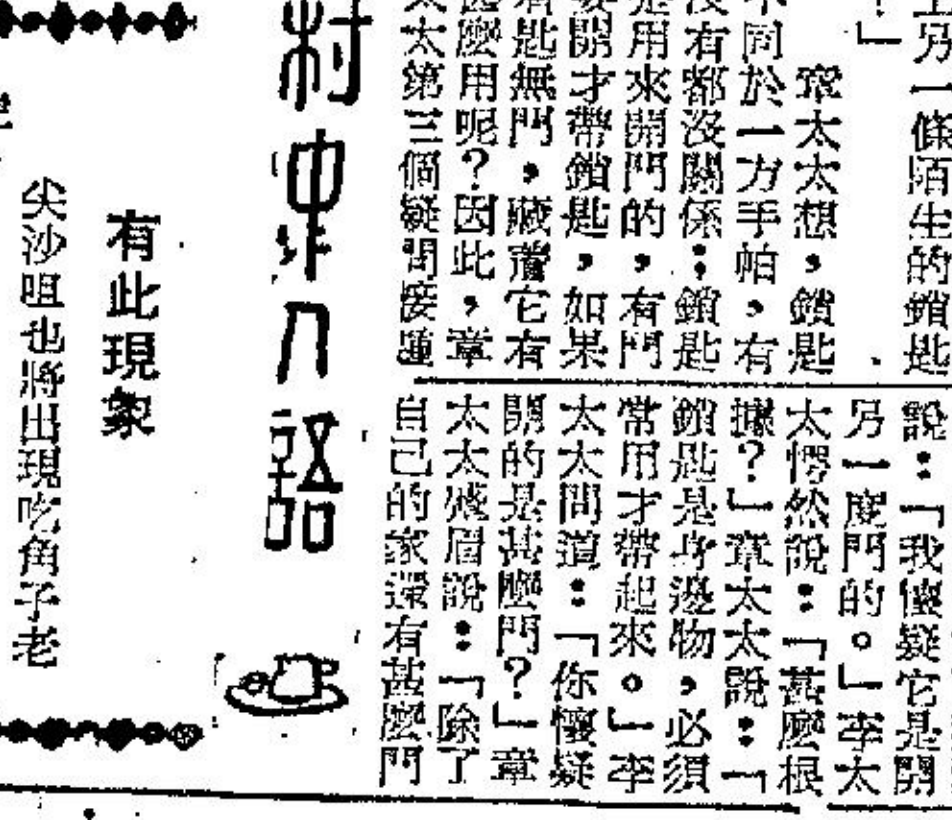 上另一條陌生的鎖匙
？」
章太太想，鎖匙
不同於一方手帕，有
沒有都沒關係：鎖匙
是用來開門的，有門
要開才帶鎖匙，如果
有匙無門，藏着它有
麼用呢？因此，章
太太第三個疑問接踵
說：「我懷疑它是開
另一度門的。」李太
太愕然說：「甚麼根
據？」章太太說：「
鎖匙是身邊物，必須
常用才帶起來。」李
太太問道：「你懷疑
開的是甚麼門？」章
太太眉說：「除了
自己的家還有甚麼門
村語
有此現象
尖沙咀也將出現吃角子老